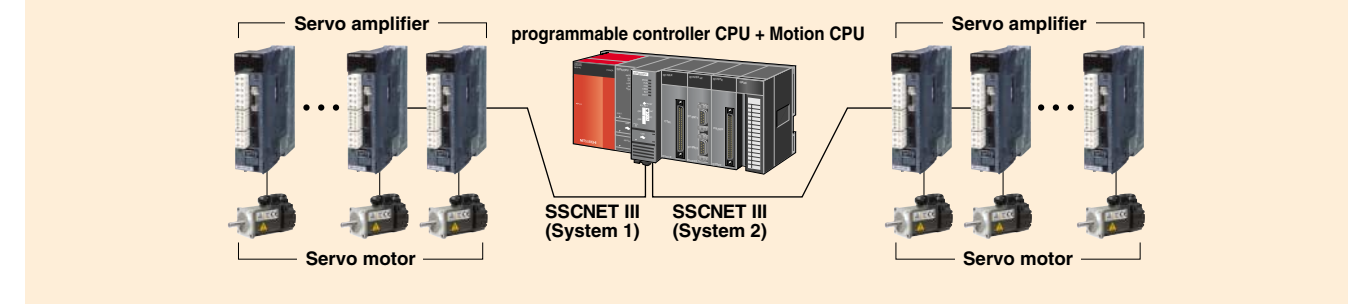 Servo amplifier
programmable controller CPU + Motion CPU
Servo amplifier
SSCNET III
(System 1)
SSCNET III
(System 2)
Servo motor
Servo motor